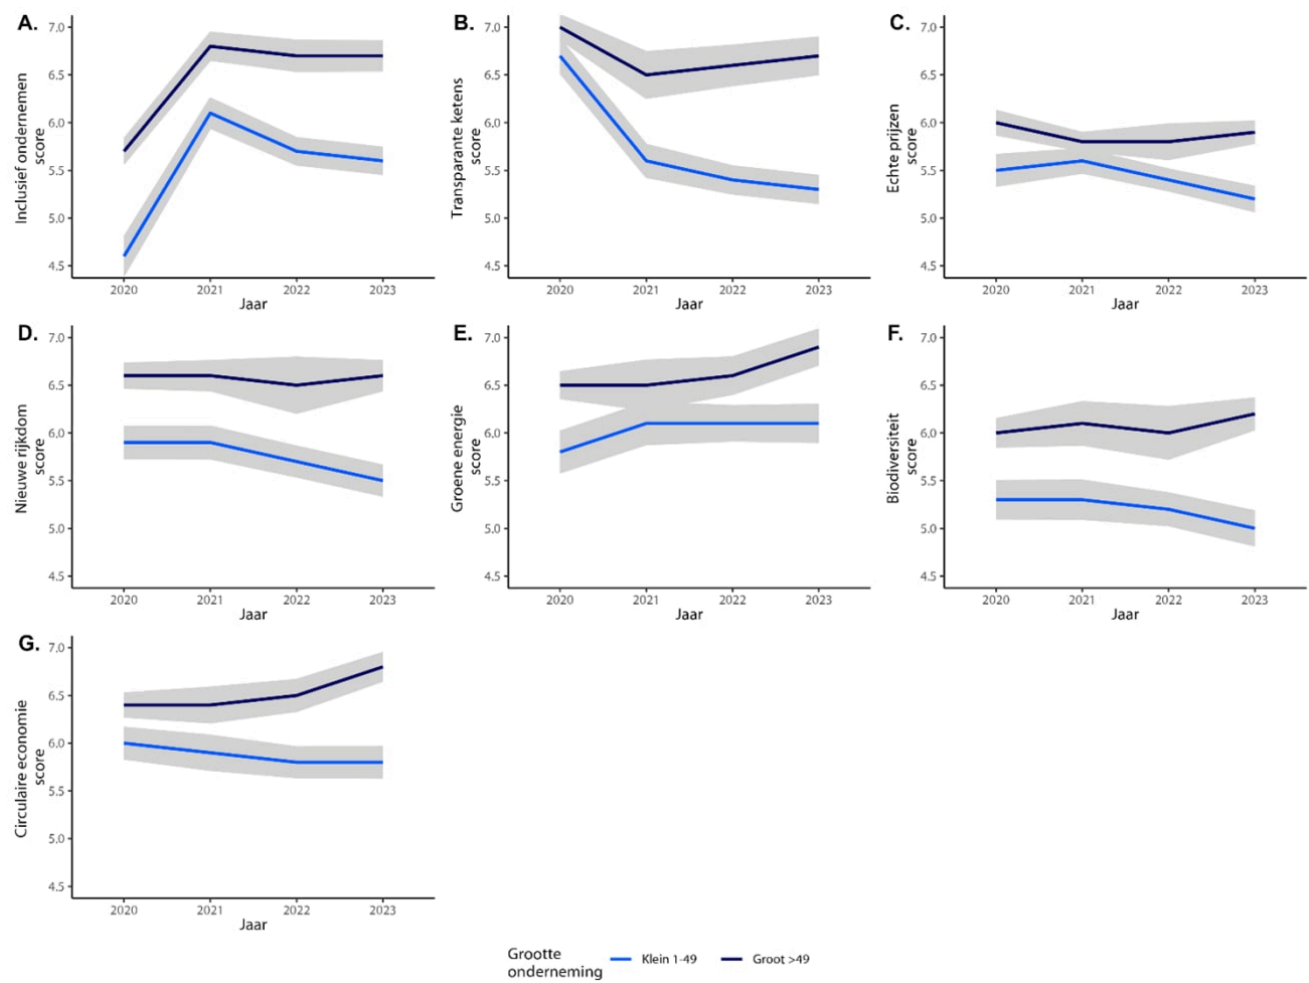 A.
7.0
6.5
6.0
5.5
5.0
4.5
Inclusief ondernemen
score
2020 2021 2022 2023
Jaar
B.
7.0
6.5
6.0
5.5
5.0
4.5
Transparante ketens
score
2020 2021 2022 2023
Jaar
C.
7.0
6.5
6.0
5.5
5.0
4.5
Echte prijzen
score
2020 2021 2022 2023
Jaar
D.
7.0
6.5
6.0
5.5
5.0
4.5
Nieuwe rijkdom
score
2020 2021 2022 2023
Jaar
E.
7.0
6.5
6.0
5.5
5.0
4.5
Groene energie
score
2020 2021 2022 2023
Jaar
F.
7.0
6.5
6.0
5.5
5.0
4.5
Biodiversiteit
score
2020 2021 2022 2023
Jaar
G.
7.0
6.5
6.0
5.5
5.0
4.5
Circulaire economie
score
2020 2021 2022 2023
Jaar
Grootte
onderneming
Klein 1-49
Groot >49